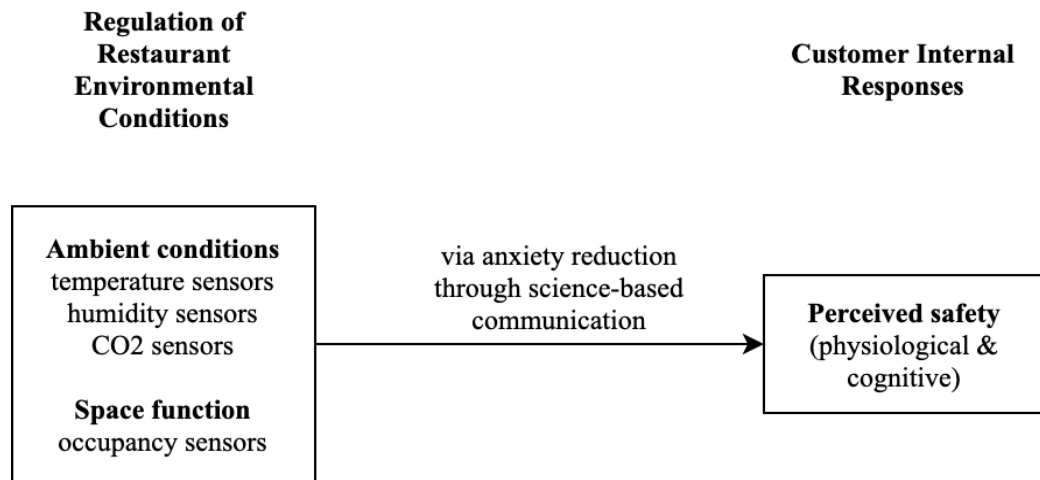 Regulation of
Restaurant
Environmental
Conditions
Customer Internal
Responses
Ambient conditions
temperature sensors
humidity sensors
CO2 sensors
Space function
occupancy sensors
via anxiety reduction
through science-based
communication
Perceived safety
(physiological &
cognitive)